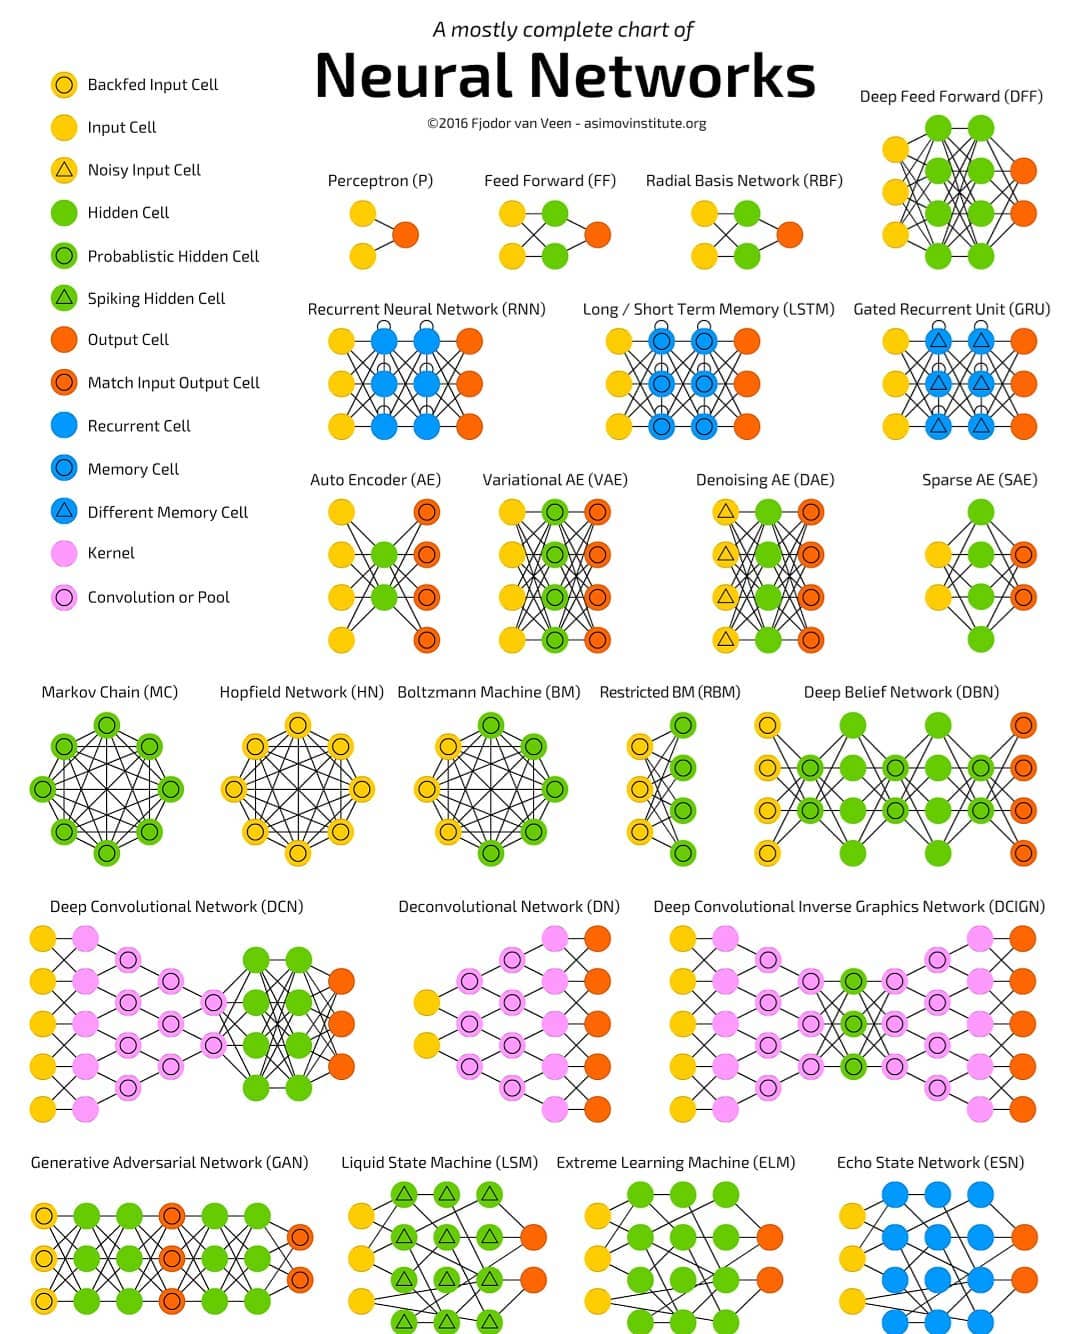 A mostly complete chart of
Neural Networks
©2016 Fjodor van Veen - asimovinstitute.org
Backfed Input Cell
Input Cell
Noisy Input Cell
Hidden Cell
Probablistic Hidden Cell
Spiking Hidden Cell
Output Cell
Match Input Output Cell
Recurrent Cell
Memory Cell
Different Memory Cell
Kernel
Convolution or Pool
Deep Feed Forward (DFF)
Perceptron (P)
Feed Forward (FF)
Radial Basis Network (RBF)
Recurrent Neural Network (RNN)
Long / Short Term Memory (LSTM)
Gated Recurrent Unit (GRU)
Auto Encoder (AE)
Variational AE (VAE)
Denoising AE (DAE)
Sparse AE (SAE)
Markov Chain (MC)
Hopfield Network (HN)
Boltzmann Machine (BM)
Restricted BM (RBM)
Deep Belief Network (DBN)
Deep Convolutional Network (DCN)
Deconvolutional Network (DN)
Deep Convolutional Inverse Graphics Network (DCIGN)
Generative Adversarial Network (GAN)
Liquid State Machine (LSM)
Extreme Learning Machine (ELM)
Echo State Network (ESN)